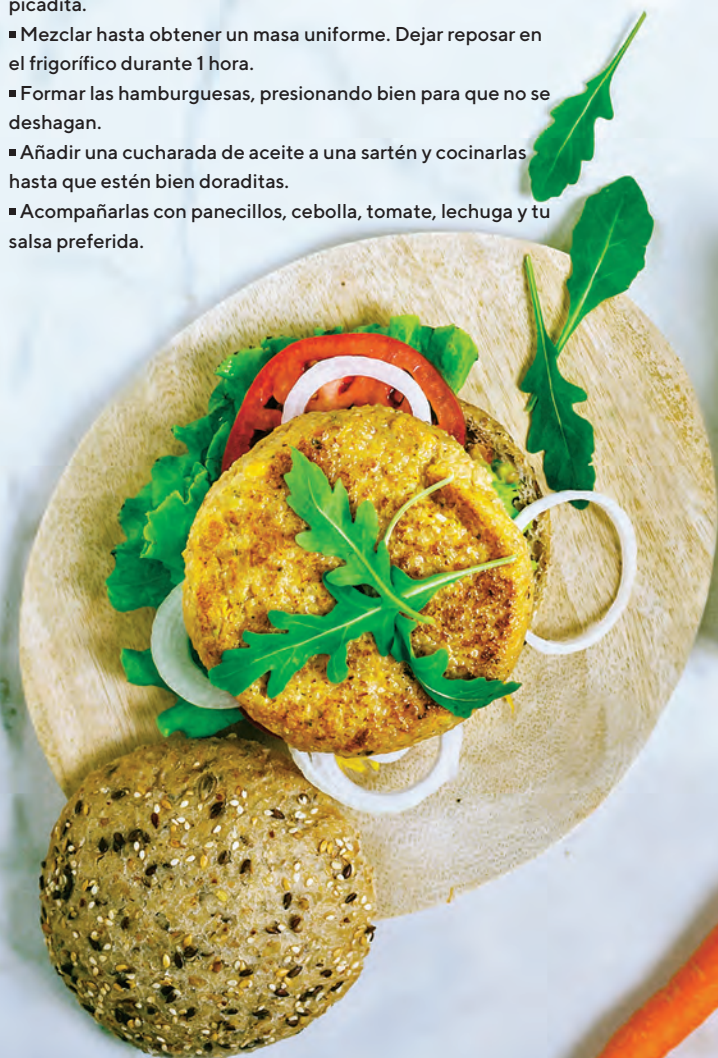 picadita.
▪ Mezclar hasta obtener un masa uniforme. Dejar reposar en
el frigorífico durante 1 hora.
▪ Formar las hamburguesas, presionando bien para que no se
deshagan.
▪ Añadir una cucharada de aceite a una sartén y cocinarlas
hasta que estén bien doraditas.
▪ Acompañarlas con panecillos, cebolla, tomate, lechuga y tu
salsa preferida.